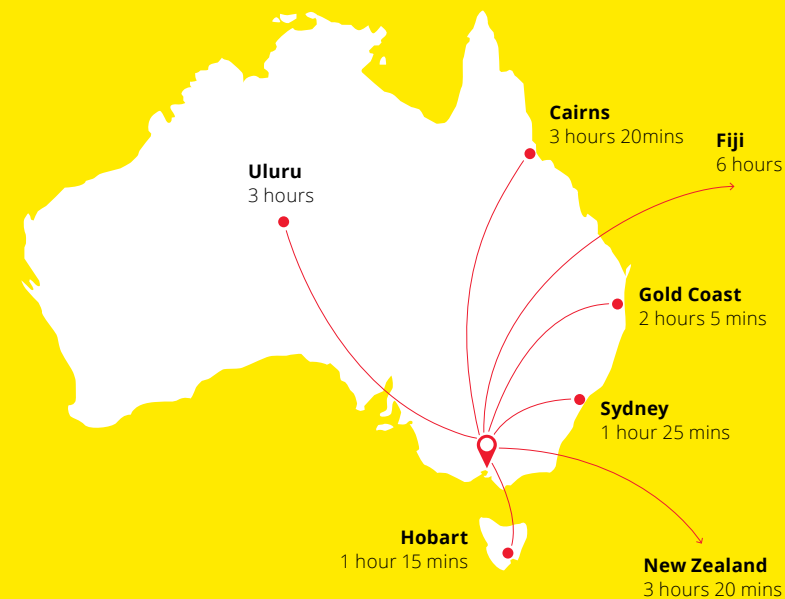 Cairns
3 hours 20mins
Fiji
6 hours
Uluru
3 hours
Gold Coast
2 hours 5 mins
Sydney
1 hour 25 mins
Hobart
1 hour 15 mins
New Zealand
3 hours 20 mins